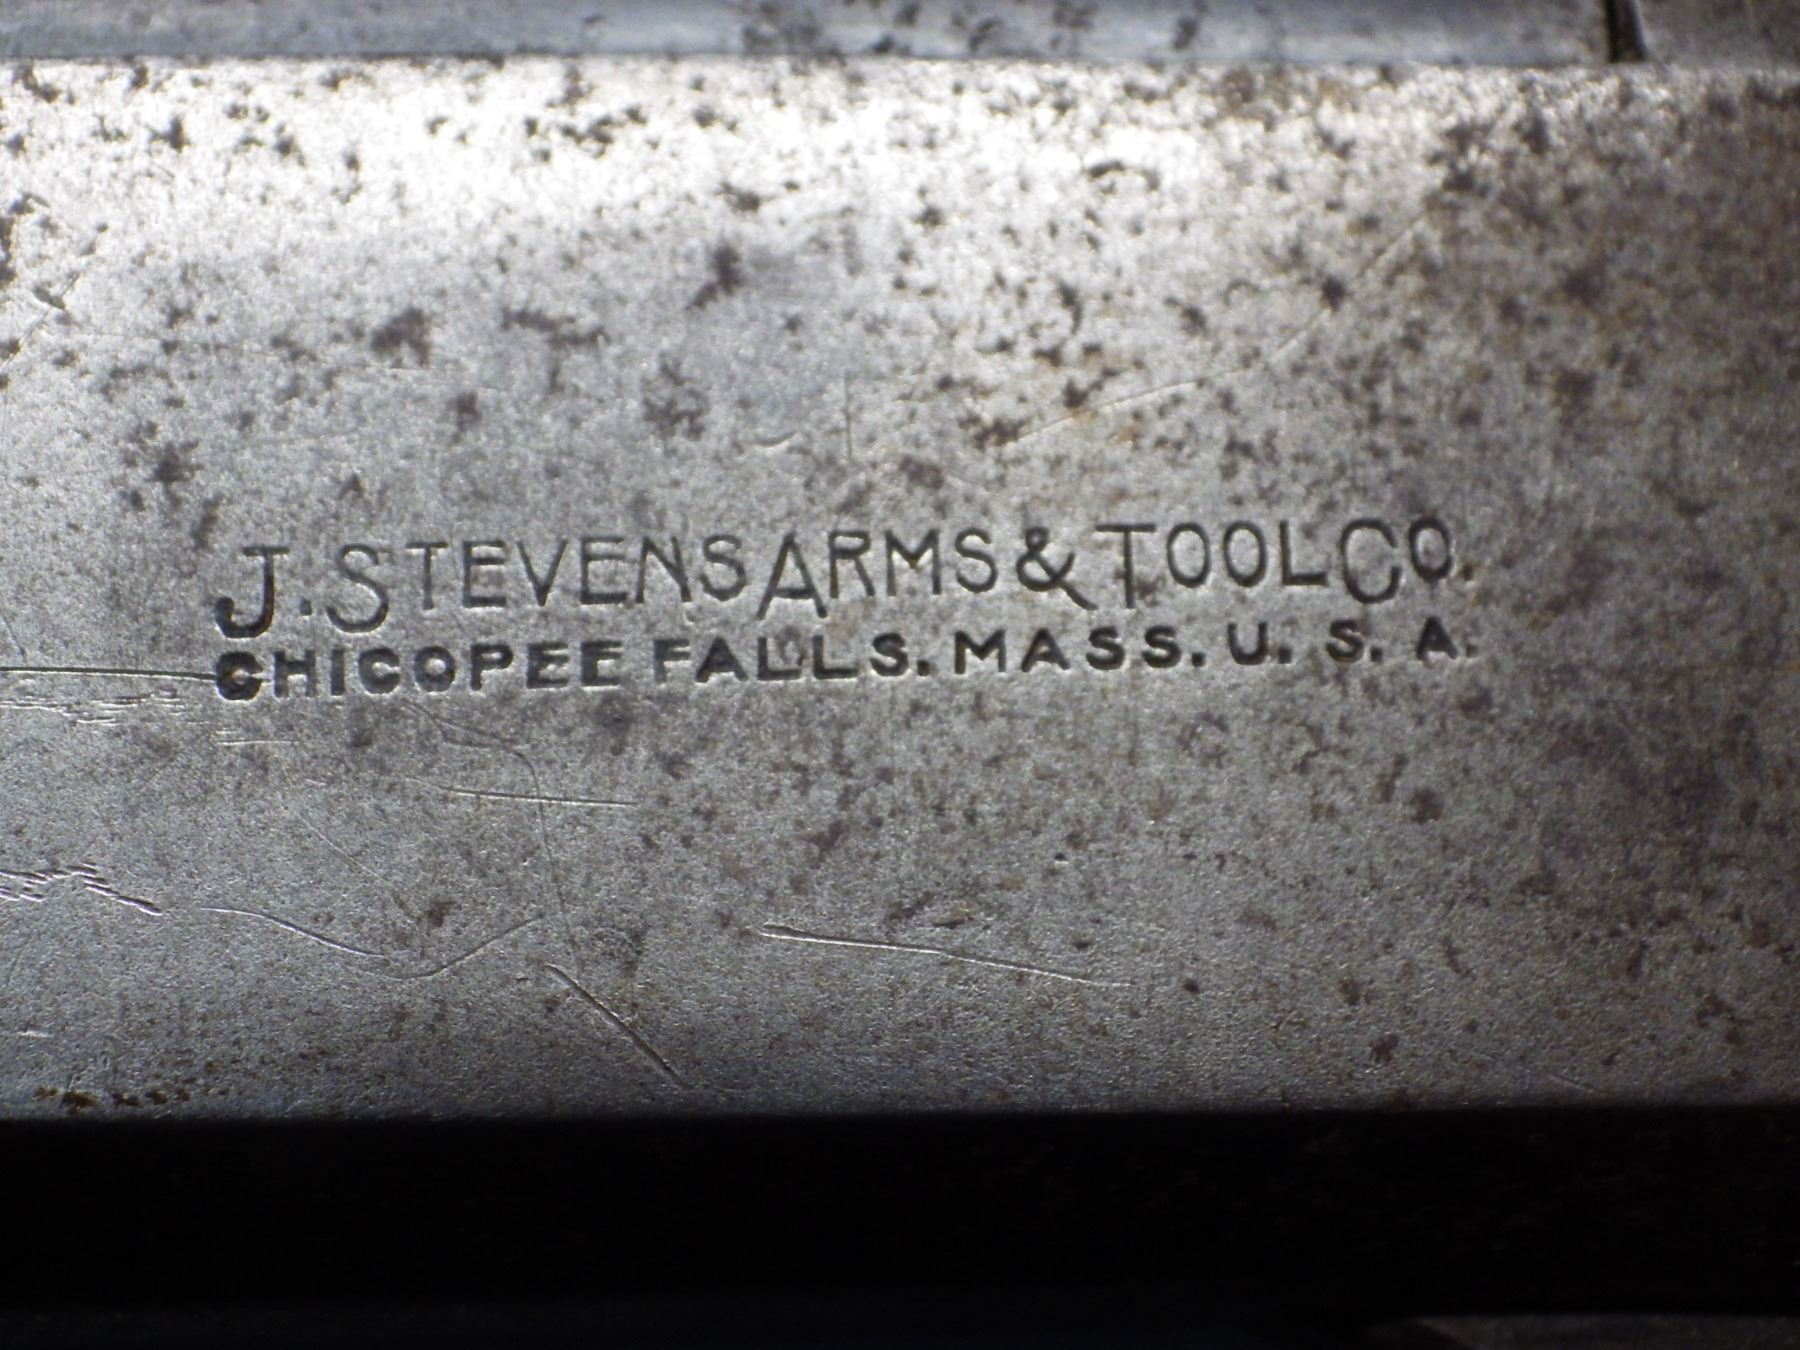 J. STEVENS ARMS & TOOL CO.
CHICOPEE FALLS. MASS. U. S. A.